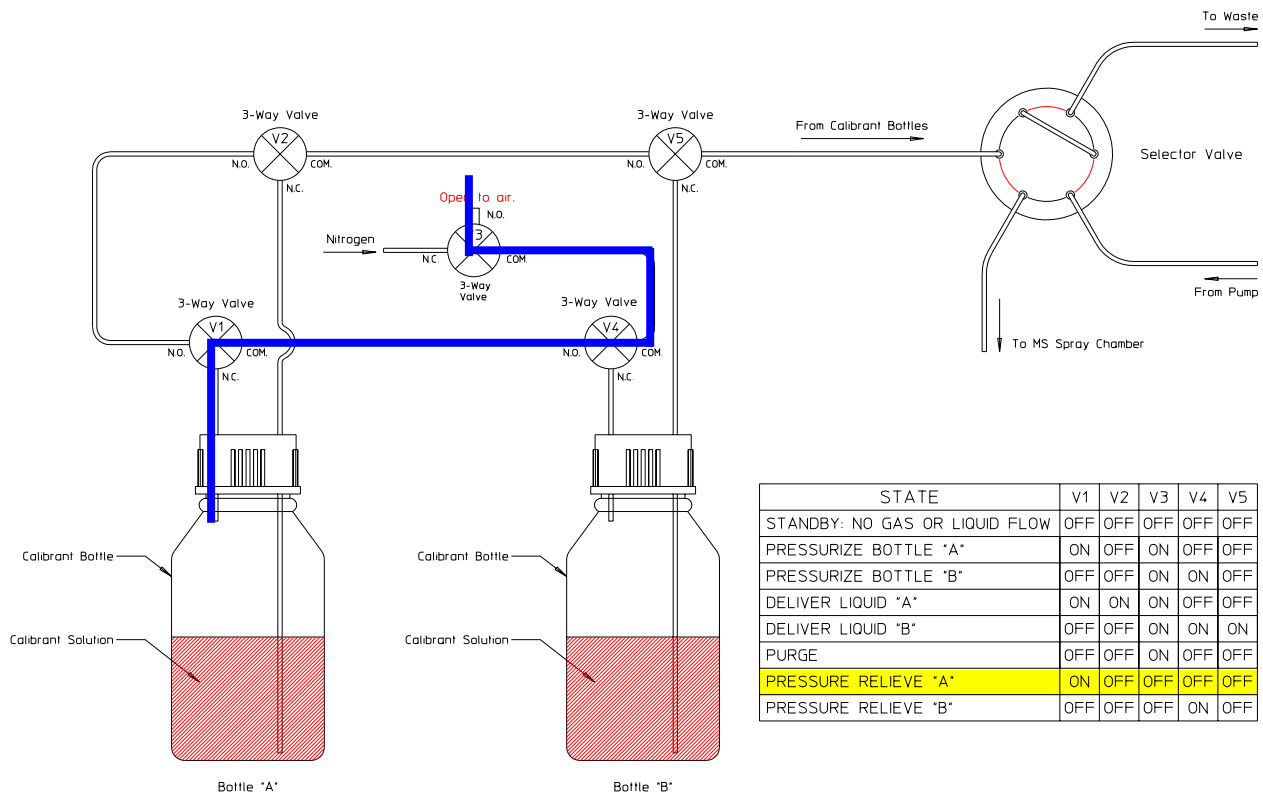 To Waste
3-Way Valve
V2
N.O.
COM.
N.C.
3-Way Valve
V5
N.O.
COM.
N.C.
From Calibrant Bottles
Selector Valve
Open to air.
N.O.
Nitrogen
V3
N.C.
COM.
3-Way
Valve
From Pump
3-Way Valve
V1
N.O.
COM.
N.C.
3-Way Valve
V4
N.O.
COM.
N.C.
To MS Spray Chamber
Calibrant Bottle
Calibrant Solution
Bottle "A"
Calibrant Bottle
Calibrant Solution
Bottle "B"
STATE V1 V2 V3 V4 V5
STANDBY: NO GAS OR LIQUID FLOW OFF OFF OFF OFF OFF
PRESSURIZE BOTTLE "A" ON OFF ON OFF OFF
PRESSURIZE BOTTLE "B" OFF OFF ON ON OFF
DELIVER LIQUID "A" ON ON ON OFF OFF
DELIVER LIQUID "B" OFF OFF ON ON ON
PURGE OFF OFF ON OFF OFF
PRESSURE RELIEVE "A" ON OFF OFF OFF OFF
PRESSURE RELIEVE "B" OFF OFF OFF ON OFF